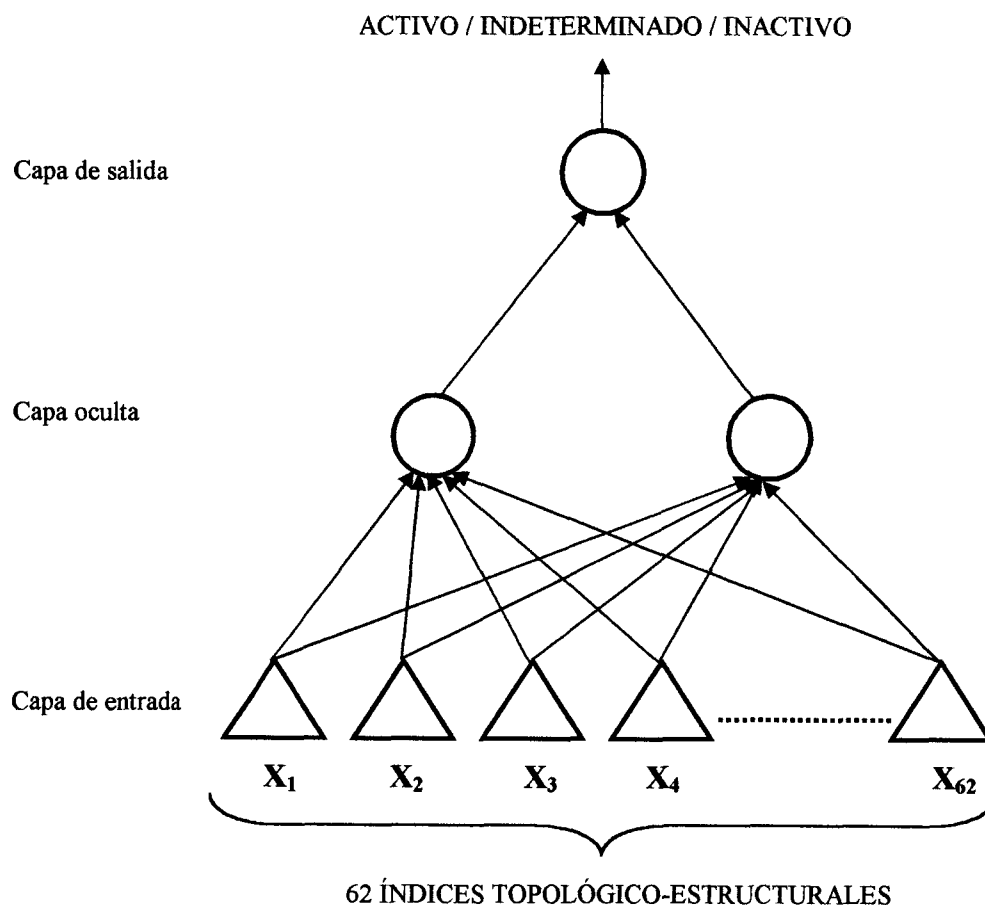 ACTIVO / INDETERMINADO / INACTIVO
Capa de salida
Capa oculta
Capa de entrada
X₁ X₂ X₃ X₄ X₆₂
62 ÍNDICES TOPOLÓGICO-ESTRUCTURALES